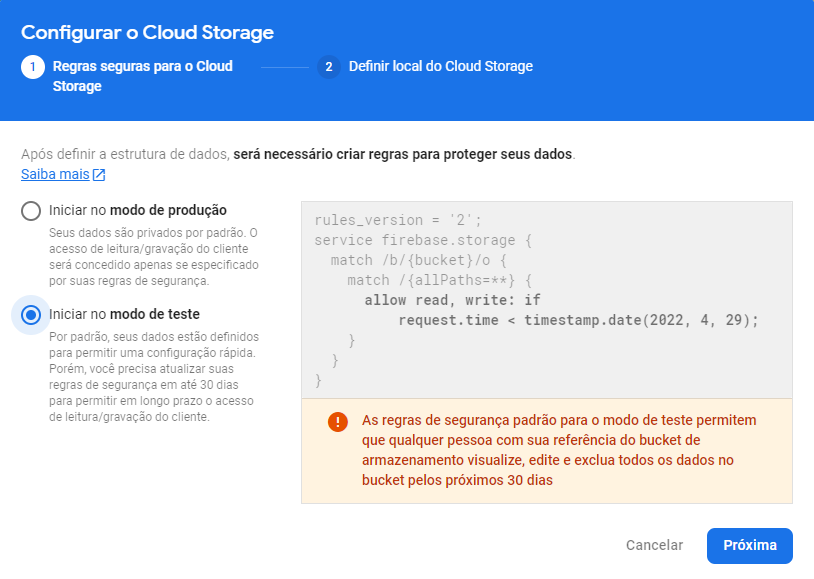 Configurar o Cloud Storage
1 Regras seguras para o Cloud
Storage
2 Definir local do Cloud Storage
Após definir a estrutura de dados, será necessário criar regras para proteger seus dados.
Saiba mais
Iniciar no modo de produção
Seus dados são privados por padrão. O
acesso de leitura/gravação do cliente
será concedido apenas se especificado
por suas regras de segurança.
Iniciar no modo de teste
Por padrão, seus dados estão definidos
para permitir uma configuração rápida.
Porém, você precisa atualizar suas
regras de segurança em até 30 dias
para permitir em longo prazo o acesso
de leitura/gravação do cliente.
rules_version = '2';
service firebase.storage {
match /b/{bucket}/o {
match /{allPaths=**} {
allow read, write: if
request.time < timestamp.date(2022, 4, 29);
}
}
}
As regras de segurança padrão para o modo de teste permitem
que qualquer pessoa com sua referência do bucket de
armazenamento visualize, edite e exclua todos os dados no
bucket pelos próximos 30 dias
Cancelar
Próxima